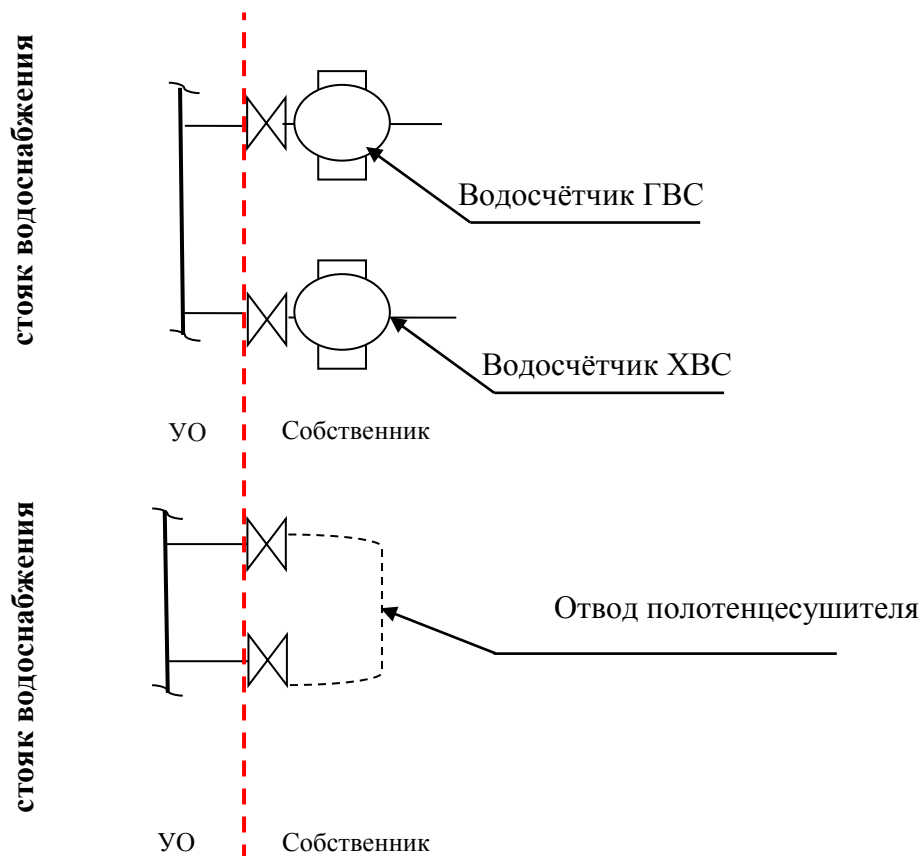 стояк водоснабжения
Водосчётчик ГВС
Водосчётчик ХВС
УО Собственник
стояк водоснабжения
Отвод полотенцесушителя
УО Собственник